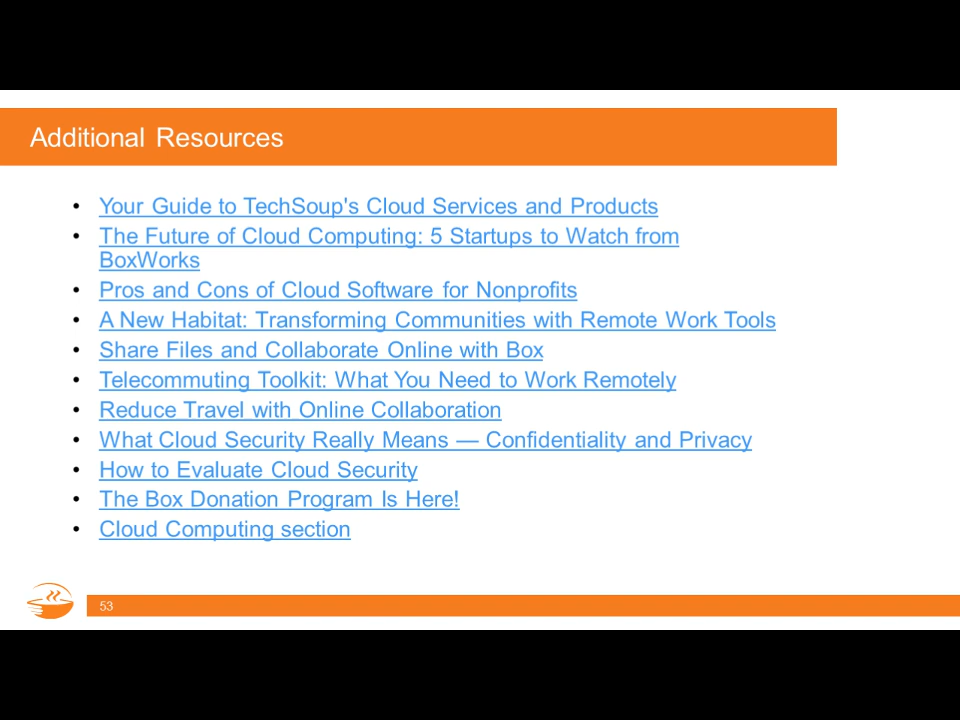 Additional Resources
• Your Guide to TechSoup's Cloud Services and Products
• The Future of Cloud Computing: 5 Startups to Watch from
BoxWorks
• Pros and Cons of Cloud Software for Nonprofits
• A New Habitat: Transforming Communities with Remote Work Tools
• Share Files and Collaborate Online with Box
• Telecommuting Toolkit: What You Need to Work Remotely
• Reduce Travel with Online Collaboration
• What Cloud Security Really Means — Confidentiality and Privacy
• How to Evaluate Cloud Security
• The Box Donation Program Is Here!
• Cloud Computing section
53